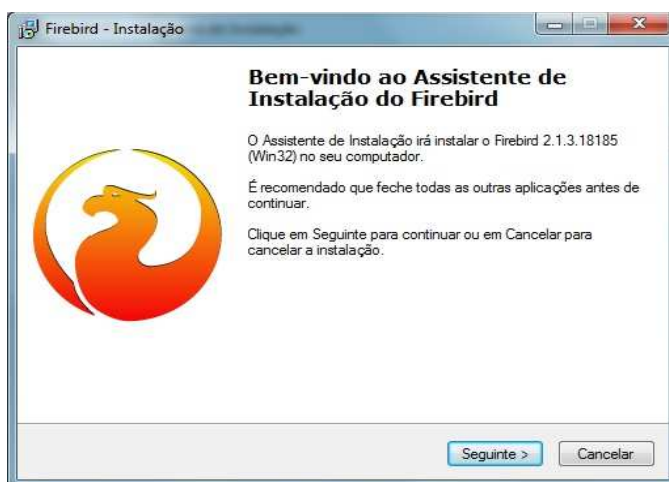 Firebird - Instalação
Bem-vindo ao Assistente de
Instalação do Firebird
O Assistente de Instalação irá instalar o Firebird 2.1.3.18185
(Win32) no seu computador.
É recomendado que feche todas as outras aplicações antes de
continuar.
Clique em Seguinte para continuar ou em Cancelar para
cancelar a instalação.
Seguinte >
Cancelar